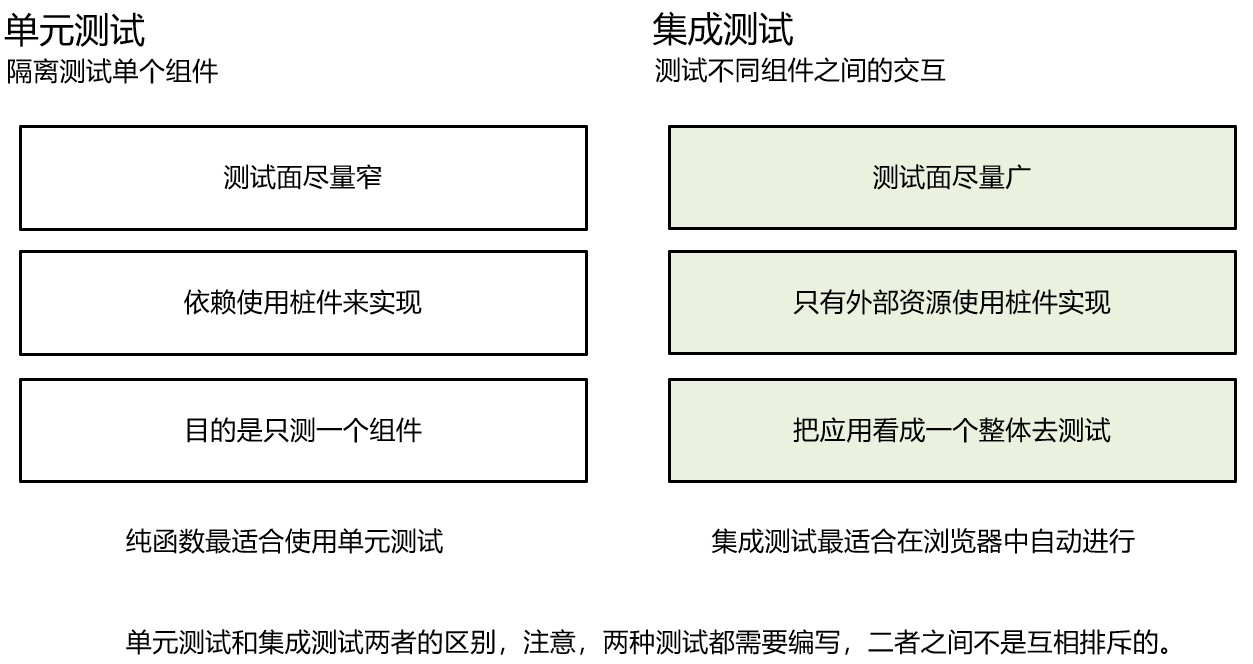 单元测试
隔离测试单个组件
测试面尽量窄
依赖使用桩件来实现
目的是只测一个组件
纯函数最适合使用单元测试
集成测试
测试不同组件之间的交互
测试面尽量广
只有外部资源使用桩件实现
把应用看成一个整体去测试
集成测试最适合在浏览器中自动进行
单元测试和集成测试两者的区别，注意，两种测试都需要编写，二者之间不是互相排斥的。